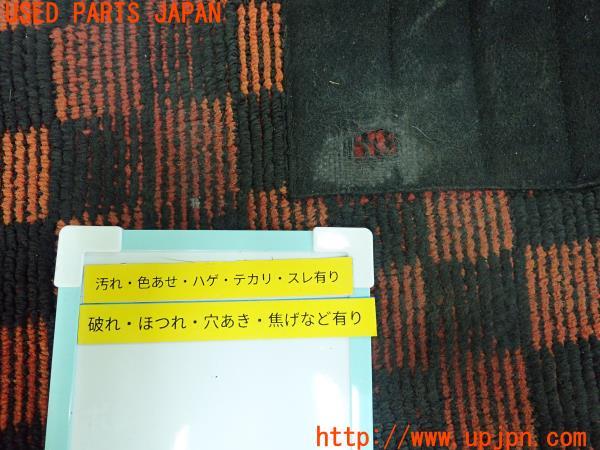 USED PARTS JAPAN
汚れ・色あせ・ハゲ・テカリ・スレ有り
破れ・ほつれ・穴あき・焦げなど有り
http://www.upjpn.com